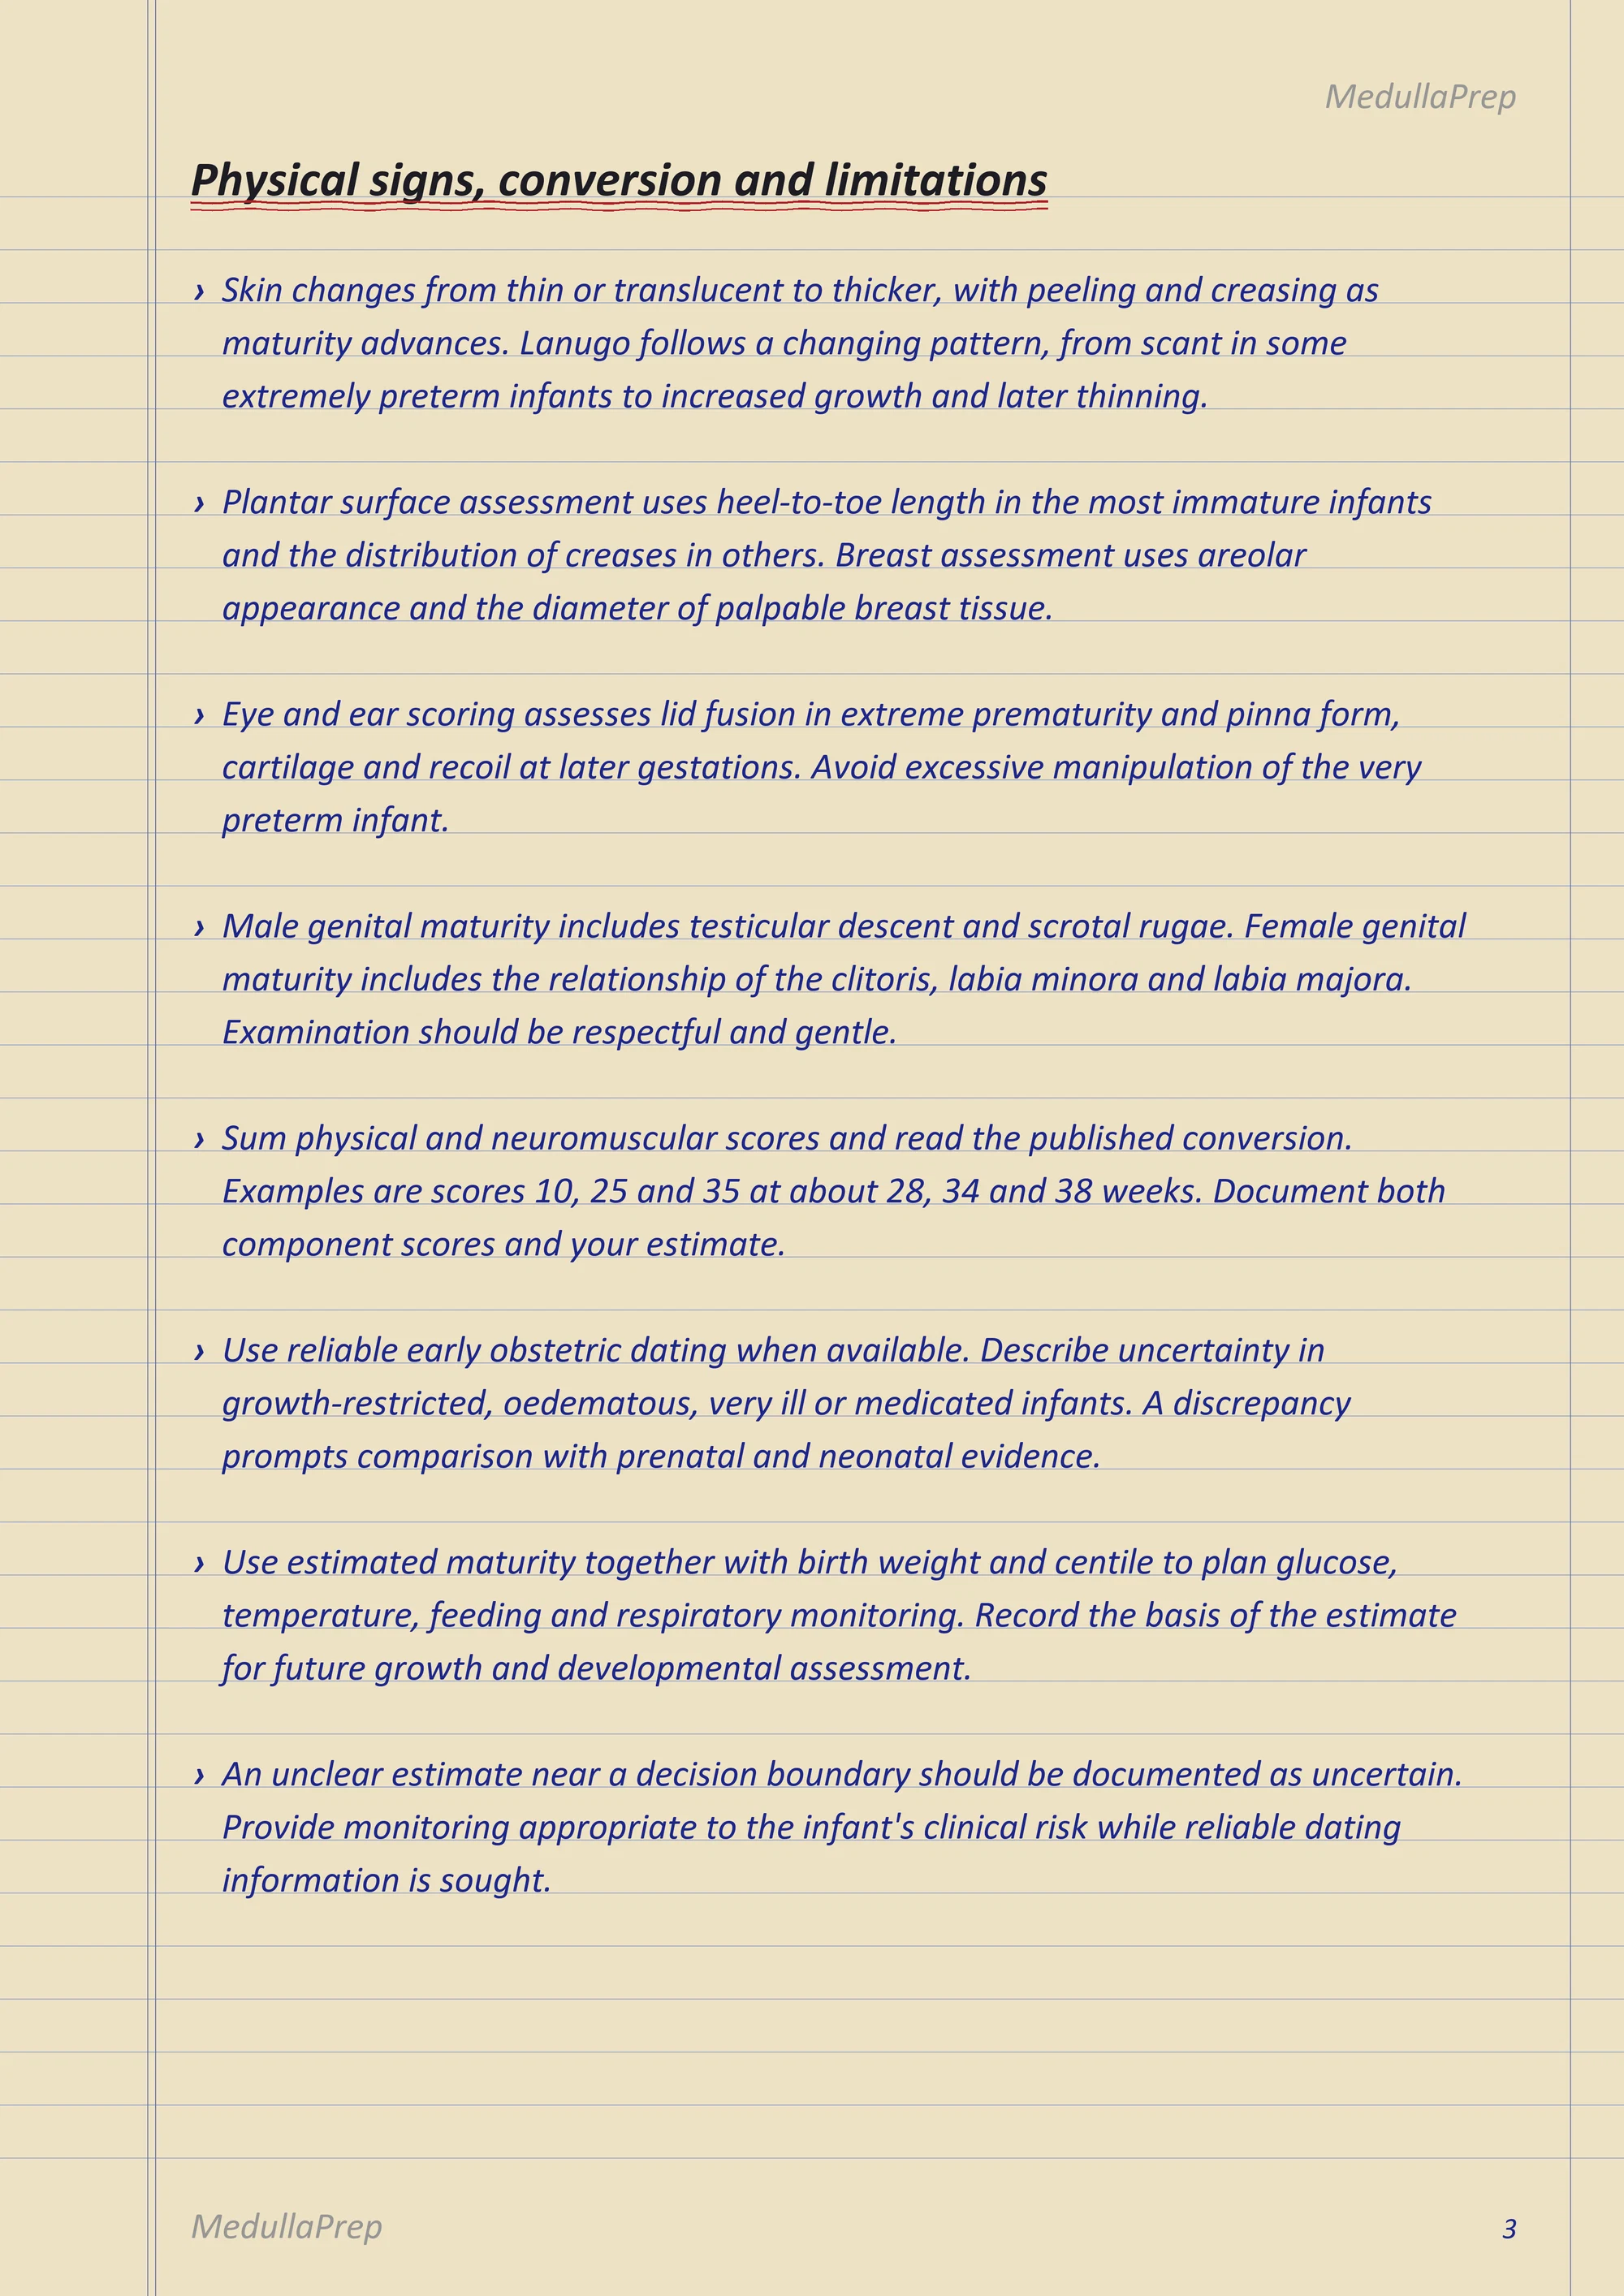 MedullaPrep
Physical signs, conversion and limitations
› Skin changes from thin or translucent to thicker, with peeling and creasing as
maturity advances. Lanugo follows a changing pattern, from scant in some
extremely preterm infants to increased growth and later thinning.
› Plantar surface assessment uses heel-to-toe length in the most immature infants
and the distribution of creases in others. Breast assessment uses areolar
appearance and the diameter of palpable breast tissue.
› Eye and ear scoring assesses lid fusion in extreme prematurity and pinna form,
cartilage and recoil at later gestations. Avoid excessive manipulation of the very
preterm infant.
› Male genital maturity includes testicular descent and scrotal rugae. Female genital
maturity includes the relationship of the clitoris, labia minora and labia majora.
Examination should be respectful and gentle.
› Sum physical and neuromuscular scores and read the published conversion.
Examples are scores 10, 25 and 35 at about 28, 34 and 38 weeks. Document both
component scores and your estimate.
› Use reliable early obstetric dating when available. Describe uncertainty in
growth-restricted, oedematous, very ill or medicated infants. A discrepancy
prompts comparison with prenatal and neonatal evidence.
› Use estimated maturity together with birth weight and centile to plan glucose,
temperature, feeding and respiratory monitoring. Record the basis of the estimate
for future growth and developmental assessment.
› An unclear estimate near a decision boundary should be documented as uncertain.
Provide monitoring appropriate to the infant's clinical risk while reliable dating
information is sought.
MedullaPrep
3